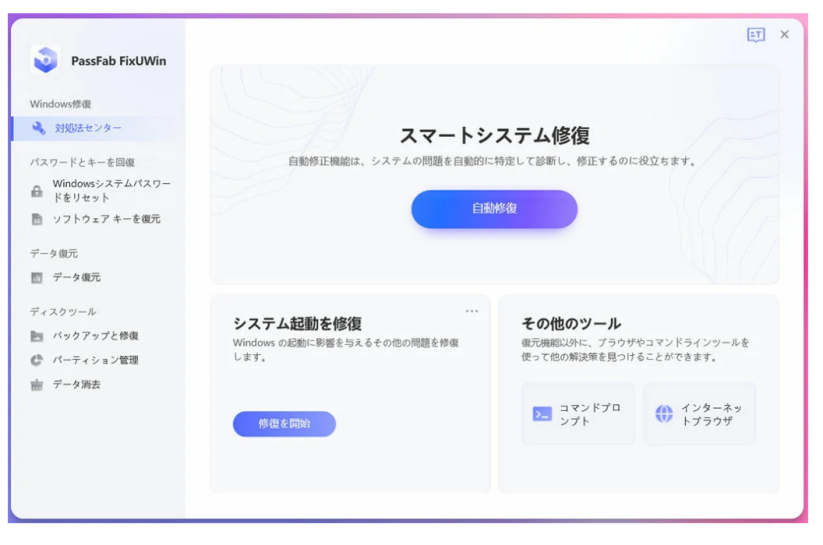 PassFab FixUWin
Windows修復
対処法センター
パスワードとキーを回復
Windowsシステムパスワー
ドをリセット
ソフトウェア キーを復元
データ復元
データ復元
ディスクツール
バックアップと修復
パーティション管理
データ消去
スマートシステム修復
自動修正機能は、システムの問題を自動的に特定して診断し、修正するのに役立ちます。
自動修復
システム起動を修復
Windows の起動に影響を与えるその他の問題を修復
します。
修復を開始
その他のツール
復元機能以外に、ブラウザやコマンドラインツールを
使って他の解決策を見つけることができます。
コマンドプロ
ンプト
インターネッ
トブラウザ